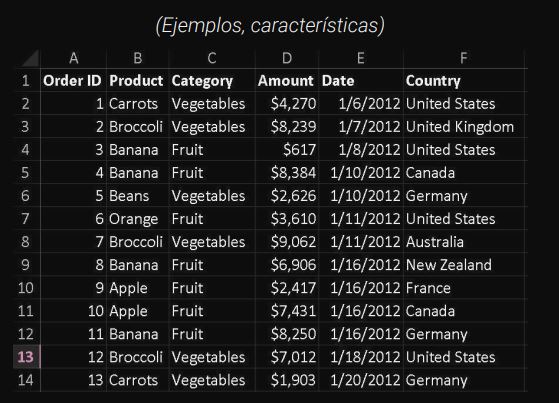 (Ejemplos, características)
A B C D E F
1 Order ID Product Category Amount Date Country
2 1 Carrots Vegetables $4,270 1/6/2012 United States
3 2 Broccoli Vegetables $8,239 1/7/2012 United Kingdom
4 3 Banana Fruit $617 1/8/2012 United States
5 4 Banana Fruit $8,384 1/10/2012 Canada
6 5 Beans Vegetables $2,626 1/10/2012 Germany
7 6 Orange Fruit $3,610 1/11/2012 United States
8 7 Broccoli Vegetables $9,062 1/11/2012 Australia
9 8 Banana Fruit $6,906 1/16/2012 New Zealand
10 9 Apple Fruit $2,417 1/16/2012 France
11 10 Apple Fruit $7,431 1/16/2012 Canada
12 11 Banana Fruit $8,250 1/16/2012 Germany
13 12 Broccoli Vegetables $7,012 1/18/2012 United States
14 13 Carrots Vegetables $1,903 1/20/2012 Germany